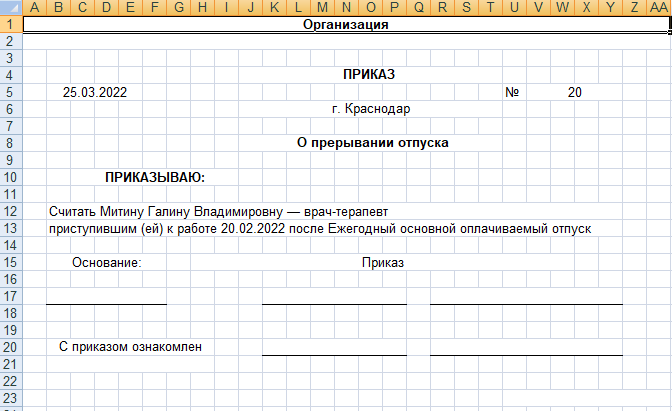 A B C D E F G H I J K L M N O P Q R S T U V W X Y Z AA
1 Организация
2
3
4 ПРИКАЗ
5 25.03.2022 № 20
6 г. Краснодар
7
8 О прерывании отпуска
9
10 ПРИКАЗЫВАЮ:
11
12 Считать Митину Галину Владимировну — врач-терапевт
13 приступившим (ей) к работе 20.02.2022 после Ежегодный основной оплачиваемый отпуск
14
15 Основание: Приказ
16
17
18
19
20 С приказом ознакомлен
21
22
23